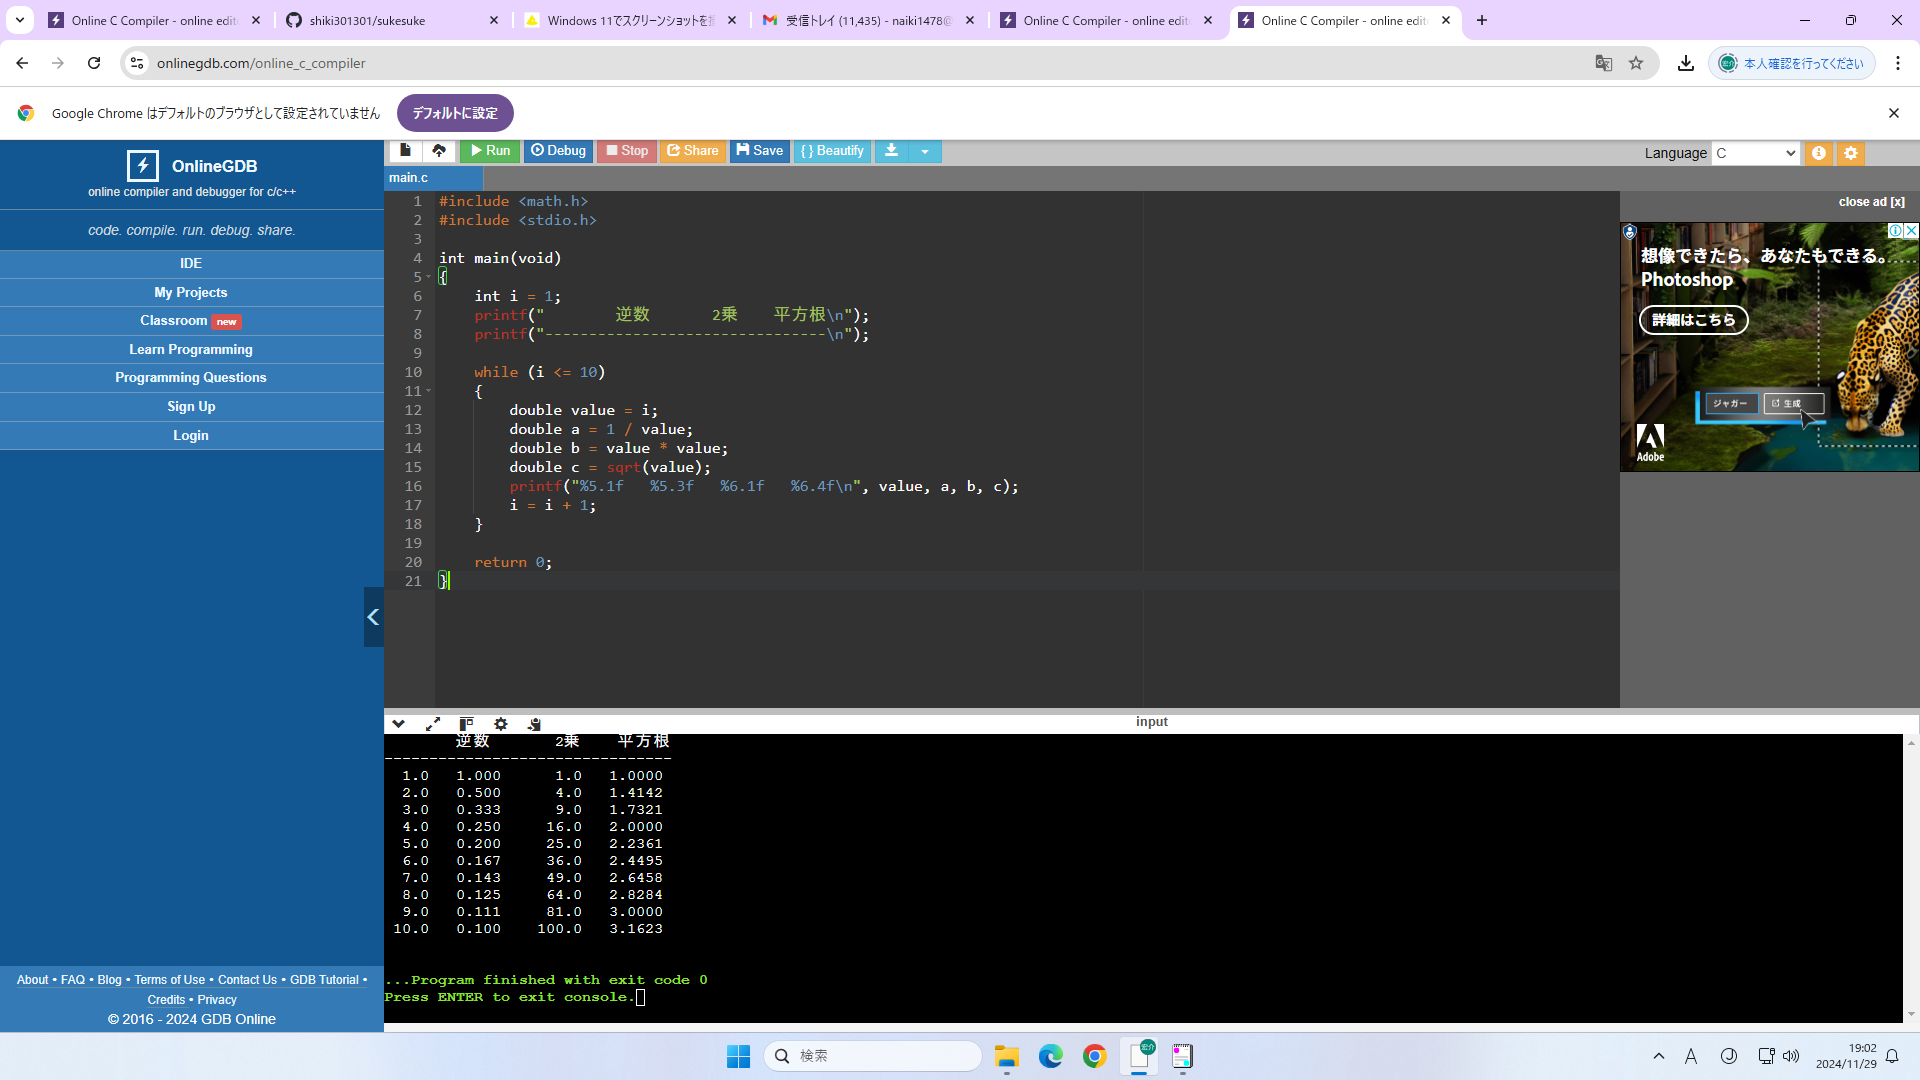 Online C Compiler - online edit
shiki301301/sukesuke
Windows 11でスクリーンショットを撮
受信トレイ (11,435) - naiki1478@
Online C Compiler - online edit
Online C Compiler - online edit
onlinegdb.com/online_c_compiler
本人確認を行ってください
Google Chrome はデフォルトのブラウザとして設定されていません
デフォルトに設定
OnlineGDB
online compiler and debugger for c/c++
code. compile. run. debug. share.
IDE
My Projects
Classroom new
Learn Programming
Programming Questions
Sign Up
Login
About • FAQ • Blog • Terms of Use • Contact Us • GDB Tutorial •
Credits • Privacy
© 2016 - 2024 GDB Online
Run Debug Stop Share Save { } Beautify
Language C
main.c
1 #include <math.h>
2 #include <stdio.h>
3
4 int main(void)
5 {
6     int i = 1;
7     printf("        逆数       2乗    平方根\n");
8     printf("--------------------------------\n");
9
10     while (i <= 10)
11     {
12         double value = i;
13         double a = 1 / value;
14         double b = value * value;
15         double c = sqrt(value);
16         printf("%5.1f   %5.3f   %6.1f   %6.4f\n", value, a, b, c);
17         i = i + 1;
18     }
19
20     return 0;
21 }
close ad [x]
想像できたら、あなたもできる。
Photoshop
詳細はこちら
ジャガー 生成
Adobe
input
        逆数       2乗    平方根
--------------------------------
  1.0   1.000      1.0   1.0000
  2.0   0.500      4.0   1.4142
  3.0   0.333      9.0   1.7321
  4.0   0.250     16.0   2.0000
  5.0   0.200     25.0   2.2361
  6.0   0.167     36.0   2.4495
  7.0   0.143     49.0   2.6458
  8.0   0.125     64.0   2.8284
  9.0   0.111     81.0   3.0000
 10.0   0.100    100.0   3.1623
...Program finished with exit code 0
Press ENTER to exit console.
検索
A
19:02
2024/11/29